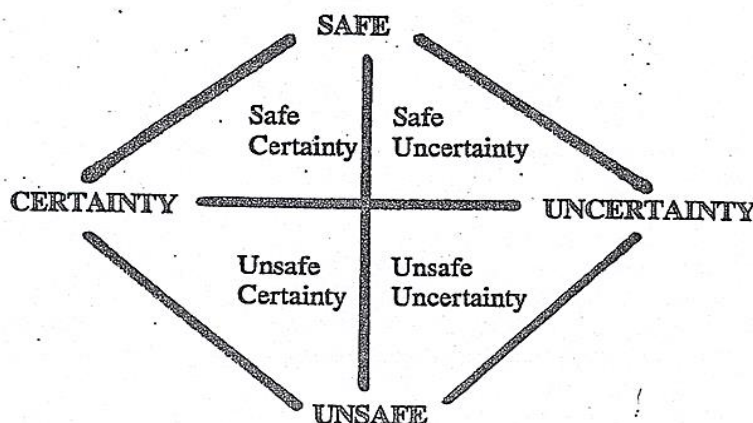 SAFE
Safe
Certainty
Safe
Uncertainty
CERTAINTY
UNCERTAINTY
Unsafe
Certainty
Unsafe
Uncertainty
UNSAFE